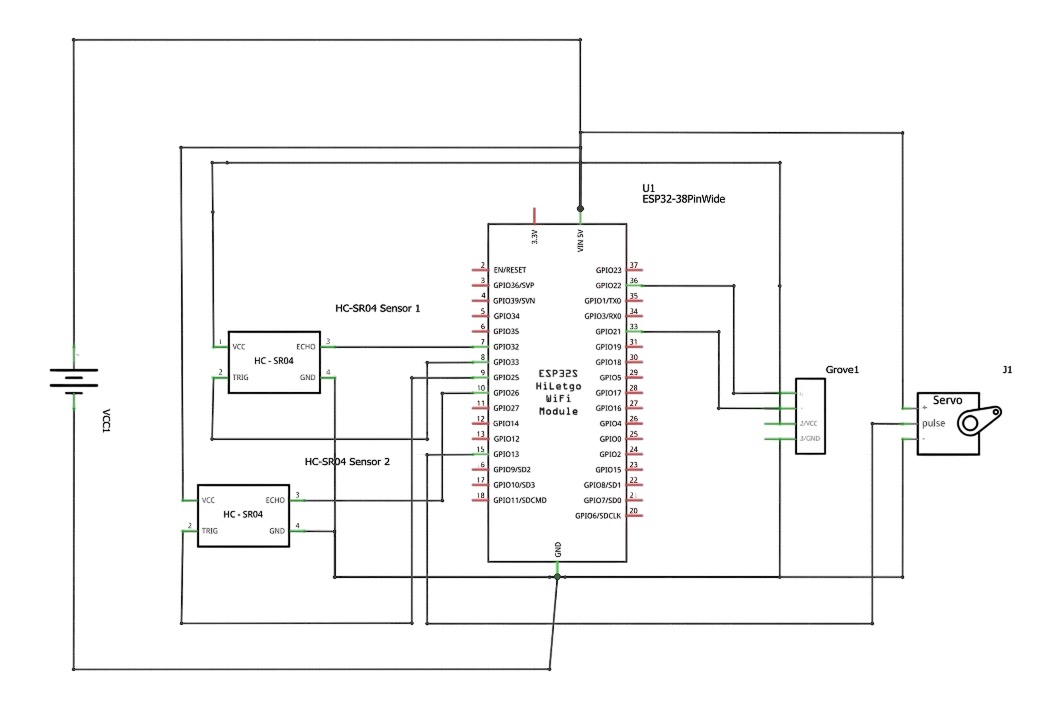 U1
ESP32-38PinWide
3.3V
VIN 5V
2 EN/RESET
3 GPIO36/SVP
4 GPIO39/SVN
5 GPIO34
6 GPIO35
7 GPIO32
8 GPIO33
9 GPIO25
10 GPIO26
11 GPIO27
12 GPIO14
13 GPIO12
15 GPIO13
6 GPIO9/SD2
17 GPIO10/SD3
18 GPIO11/SDCMD
GPIO23 37
GPIO22 36
GPIO1/TX0 35
GPIO3/RX0 34
GPIO21 33
GPIO19 31
GPIO18 30
GPIO5 29
GPIO17 28
GPIO16 27
GPIO4 26
GPIO0 25
GPIO2 24
GPIO15 23
GPIO8/SD1 22
GPIO7/SD0
GPIO6/SDCLK 20
ESP32S
HiLetgo
WiFi
Module
GND
HC-SR04 Sensor 1
1 VCC ECHO 3
HC - SR04
2 TRIG GND 4
HC-SR04 Sensor 2
VCC ECHO 3
HC - SR04
2 TRIG GND 4
VCC1
Grove1
2/VCC
3/GND
J1
Servo
+
pulse
-